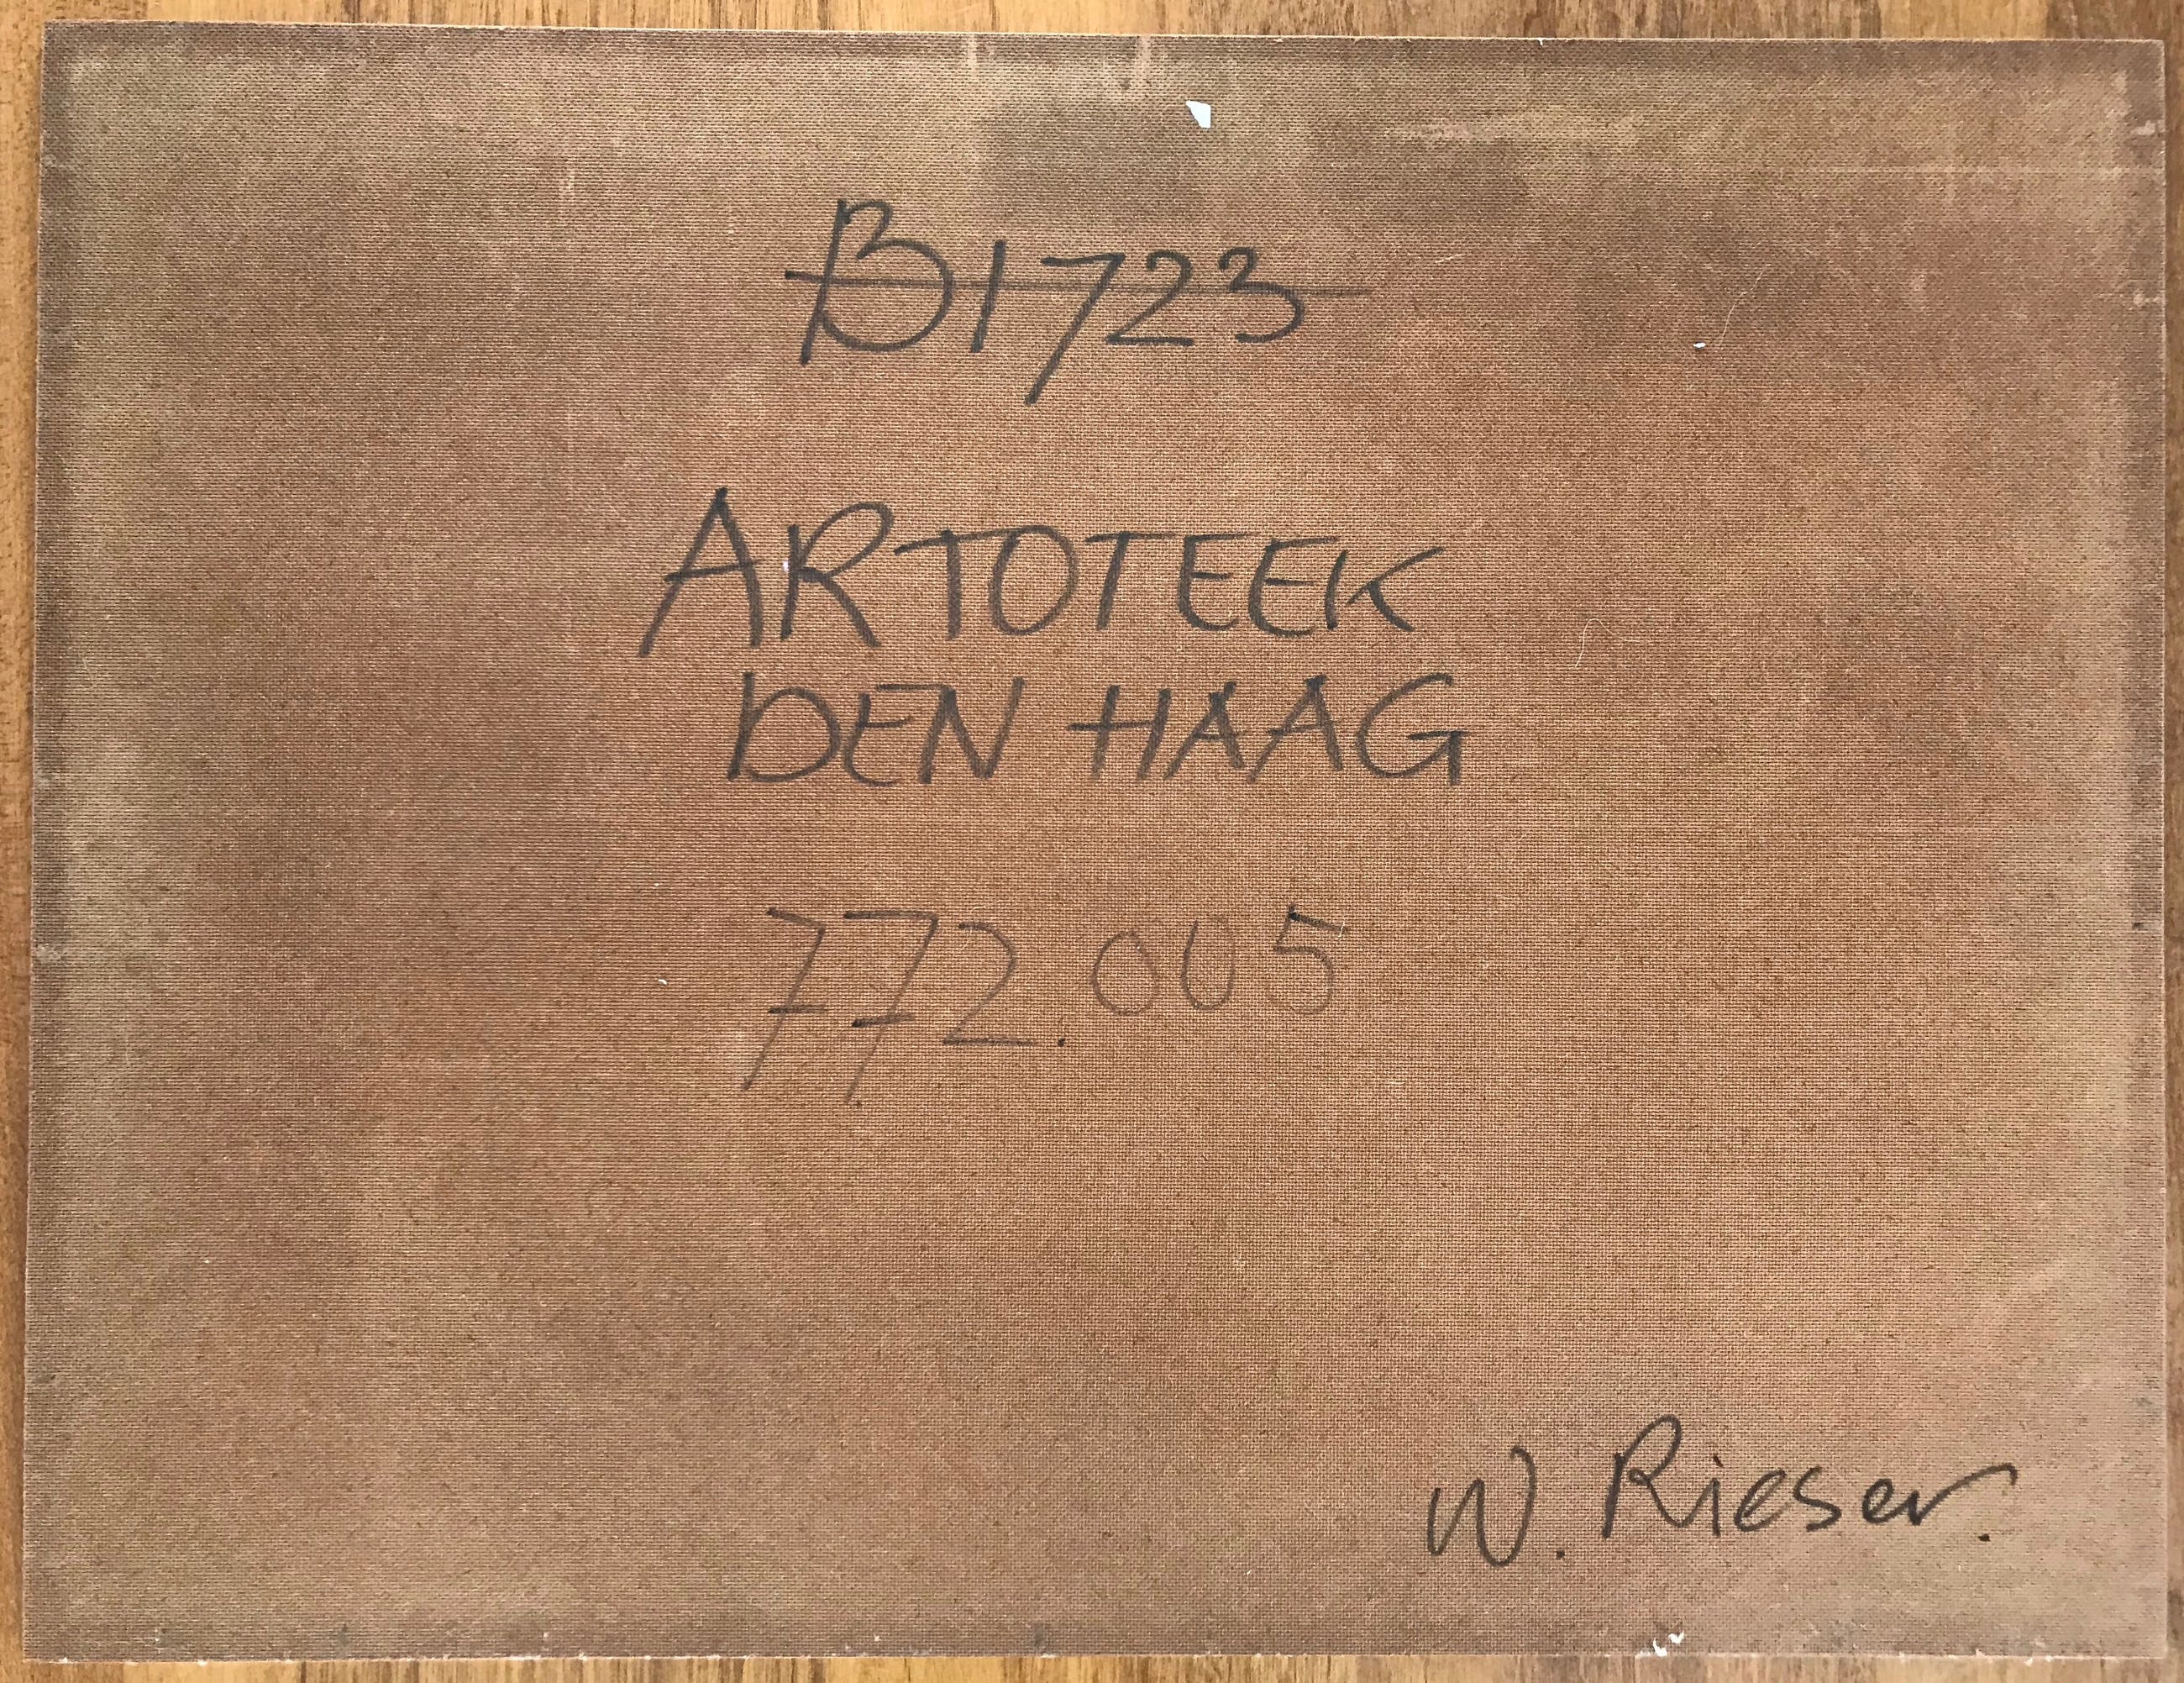 B1723
ARTOTEEK
DEN HAAG
772.005
W. Rieser.